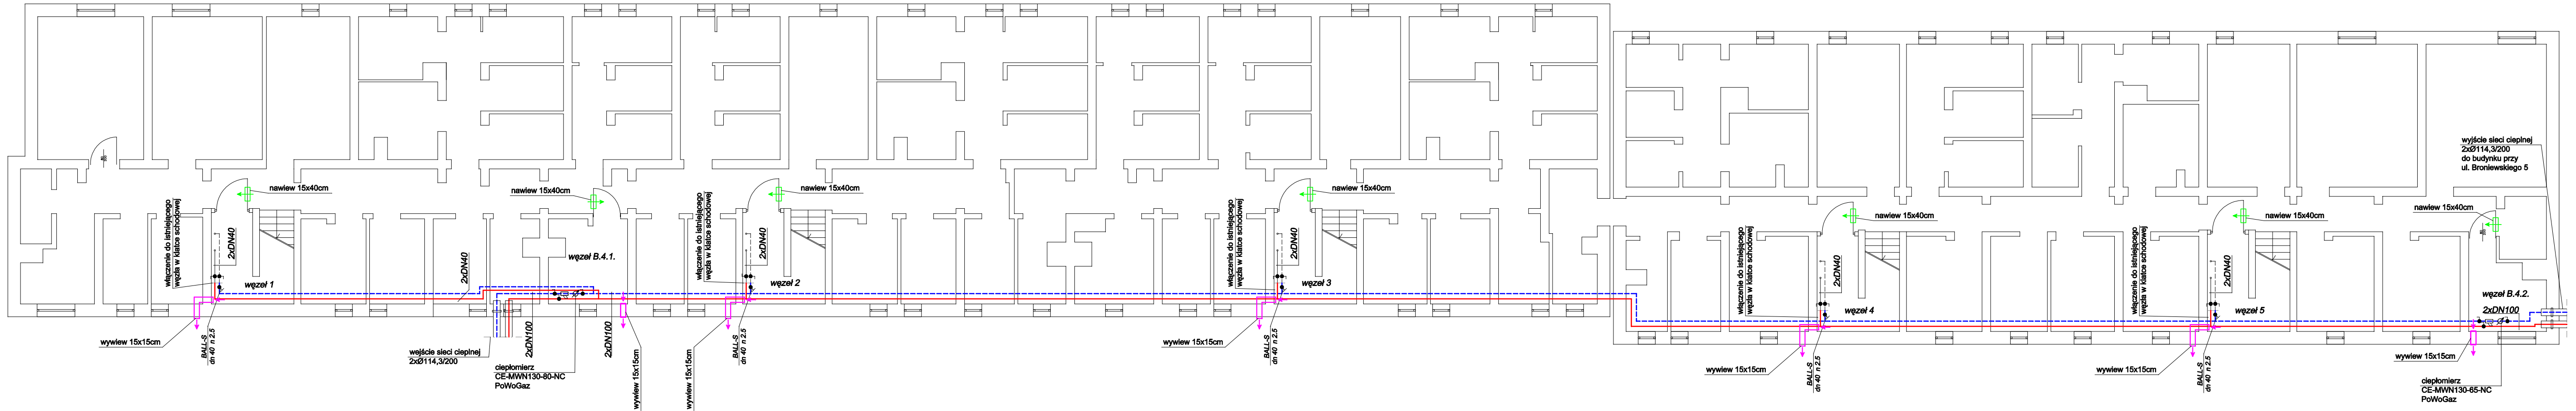 nawiew 15x40cm
włączenie do istniejącego
węzła w klatce schodowej
2xDN40
węzeł 1
wywiew 15x15cm
BALL-S
dn 40 n 2.5
2xDN40
wejście sieci cieplnej
2xØ114,3/200
nawiew 15x40cm
węzeł B.4.1.
2xDN100
2xDN100
ciepłomierz
CE-MWN130-80-NC
PoWoGaz
wywiew 15x15cm
włączenie do istniejącego
węzła w klatce schodowej
nawiew 15x40cm
2xDN40
węzeł 2
wywiew 15x15cm
BALL-S
dn 40 n 2.5
włączenie do istniejącego
węzła w klatce schodowej
nawiew 15x40cm
2xDN40
węzeł 3
wywiew 15x15cm
BALL-S
dn 40 n 2.5
włączenie do istniejącego
węzła w klatce schodowej
nawiew 15x40cm
2xDN40
węzeł 4
wywiew 15x15cm
BALL-S
dn 40 n 2.5
włączenie do istniejącego
węzła w klatce schodowej
nawiew 15x40cm
2xDN40
węzeł 5
wywiew 15x15cm
BALL-S
dn 40 n 2.5
wyjście sieci cieplnej
2xØ114,3/200
do budynku przy
ul. Broniewskiego 5
nawiew 15x40cm
węzeł B.4.2.
2xDN100
wywiew 15x15cm
ciepłomierz
CE-MWN130-65-NC
PoWoGaz